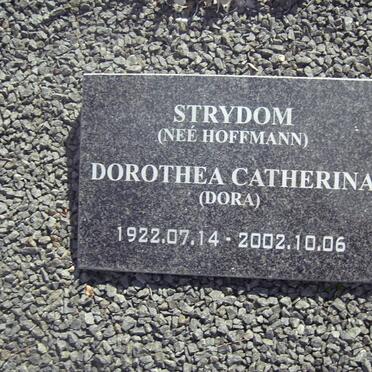 STRYDOM
(NEÉ HOFFMANN)
DOROTHEA CATHERINA
(DORA)
1922.07.14 - 2002.10.06